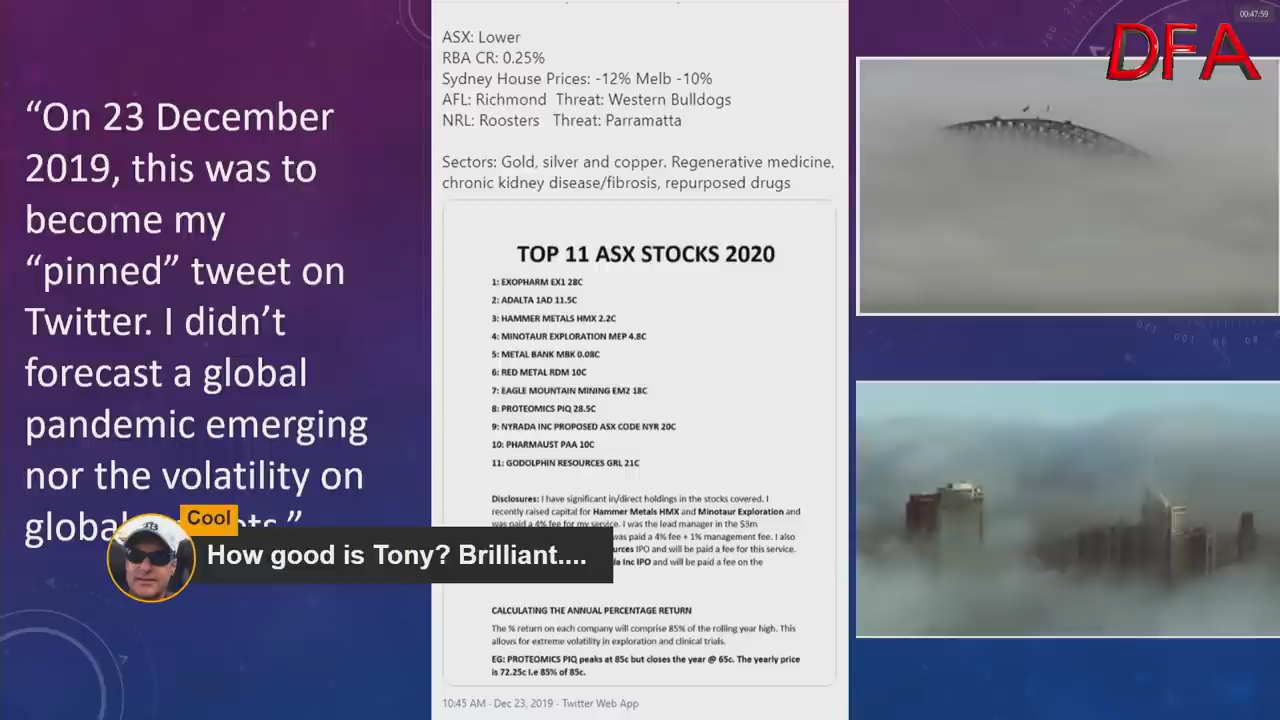 00:47:59
DFA
“On 23 December
2019, this was to
become my
“pinned” tweet on
Twitter. I didn’t
forecast a global
pandemic emerging
nor the volatility on
global
ASX: Lower
RBA CR: 0.25%
Sydney House Prices: -12% Melb -10%
AFL: Richmond Threat: Western Bulldogs
NRL: Roosters Threat: Parramatta
Sectors: Gold, silver and copper. Regenerative medicine,
chronic kidney disease/fibrosis, repurposed drugs
TOP 11 ASX STOCKS 2020
1: EXOPHARM EX1 28C
2: ADALTA 1AD 11.5C
3: HAMMER METALS HMX 2.2C
4: MINOTAUR EXPLORATION MEP 4.8C
5: METAL BANK MBK 0.08C
6: RED METAL RDM 10C
7: EAGLE MOUNTAIN MINING EM2 18C
8: PROTEOMICS PIQ 28.5C
9: NYRADA INC PROPOSED ASX CODE NYR 20C
10: PHARMAUST PAA 10C
11: GODOLPHIN RESOURCES GRL 21C
Disclosures: I have significant in/direct holdings in the stocks covered. I
recently raised capital for Hammer Metals HMX and Minotaur Exploration and
was paid a 4% fee for my service. I was the lead manager in the $3m
was paid a 4% fee + 1% management fee. I also
IPO and will be paid a fee for this service.
Inc IPO and will be paid a fee on the
Cool
How good is Tony? Brilliant....
CALCULATING THE ANNUAL PERCENTAGE RETURN
The % return on each company will comprise 85% of the rolling year high. This
allows for extreme volatility in exploration and clinical trials.
EG: PROTEOMICS PIQ peaks at 85c but closes the year @ 65c. The yearly price
is 72.25c i.e 85% of 85c.
10:45 AM · Dec 23, 2019 · Twitter Web App